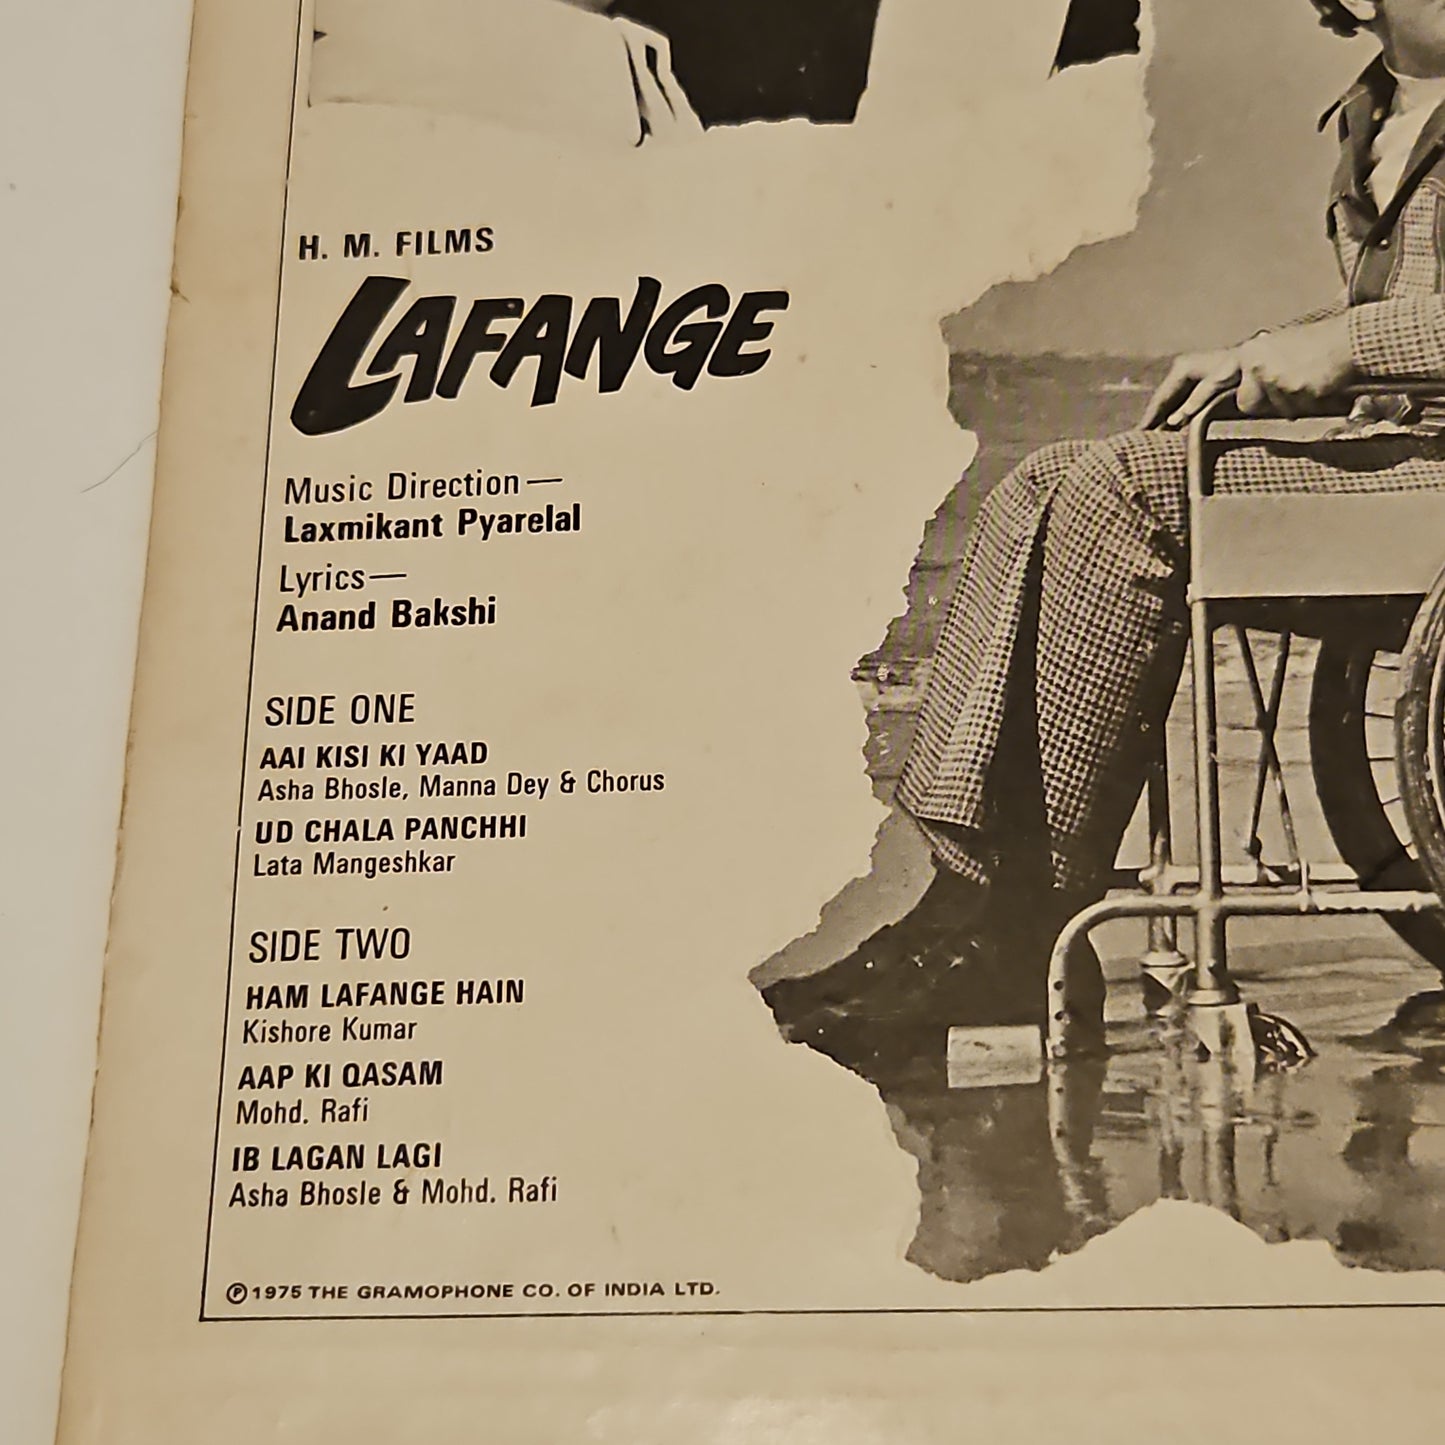 H. M. FILMS
LAFANGE
Music Direction—
Laxmikant Pyarelal
Lyrics—
Anand Bakshi
SIDE ONE
AAI KISI KI YAAD
Asha Bhosle, Manna Dey & Chorus
UD CHALA PANCHHI
Lata Mangeshkar
SIDE TWO
HAM LAFANGE HAIN
Kishore Kumar
AAP KI QASAM
Mohd. Rafi
IB LAGAN LAGI
Asha Bhosle & Mohd. Rafi
Ⓟ1975 THE GRAMOPHONE CO. OF INDIA LTD.